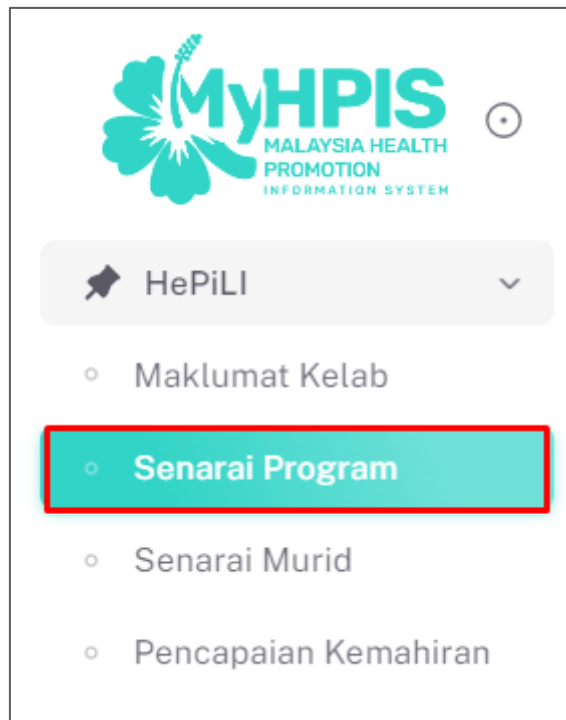 MyHPIS
MALAYSIA HEALTH
PROMOTION
INFORMATION SYSTEM
HePiLI
Maklumat Kelab
Senarai Program
Senarai Murid
Pencapaian Kemahiran